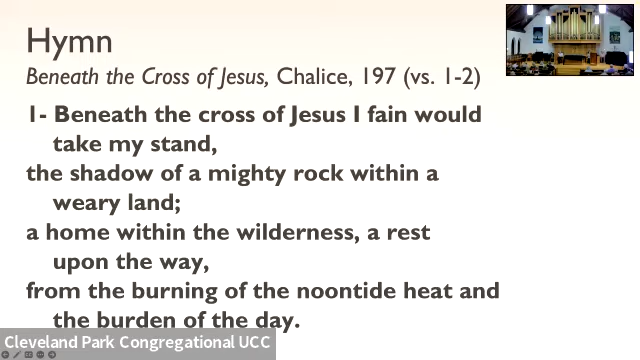 Hymn
Beneath the Cross of Jesus, Chalice, 197 (vs. 1-2)
1- Beneath the cross of Jesus I fain would
take my stand,
the shadow of a mighty rock within a
weary land;
a home within the wilderness, a rest
upon the way,
from the burning of the noontide heat and
the burden of the day.
Cleveland Park Congregational UCC